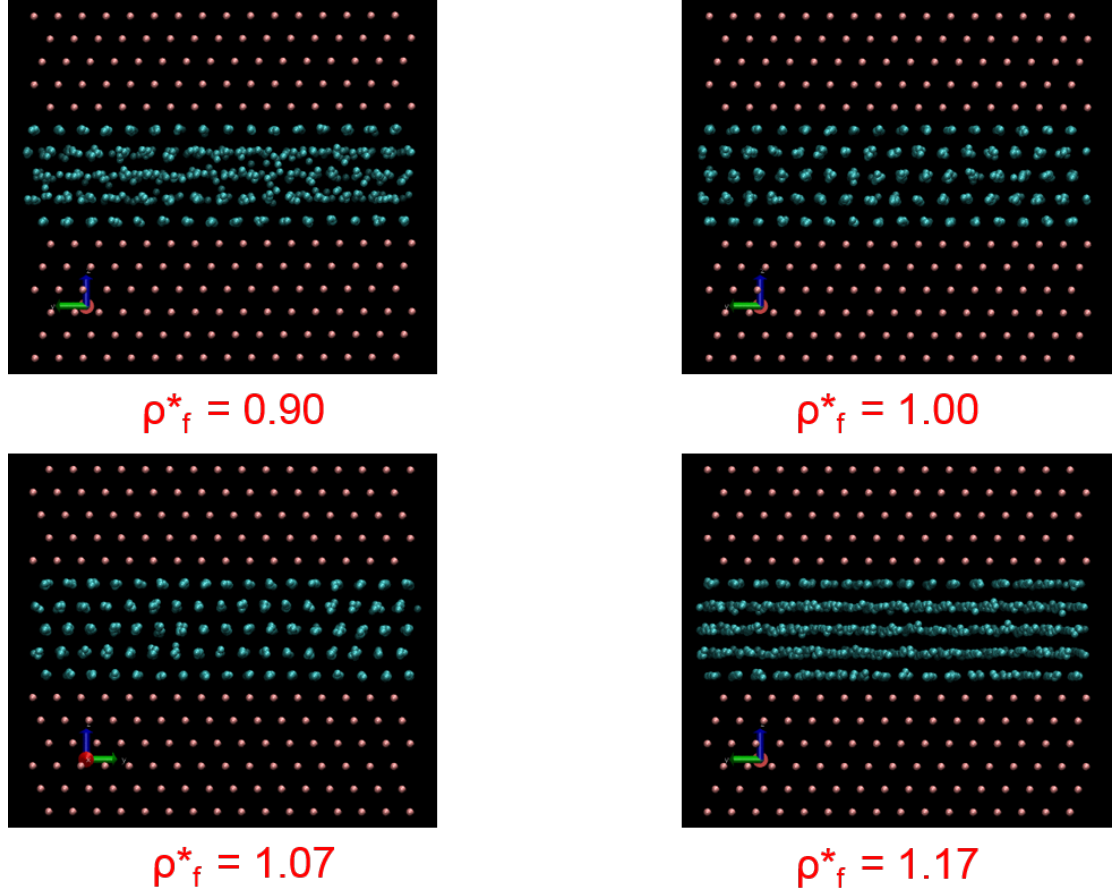 ρ*f = 0.90
ρ*f = 1.00
ρ*f = 1.07
ρ*f = 1.17